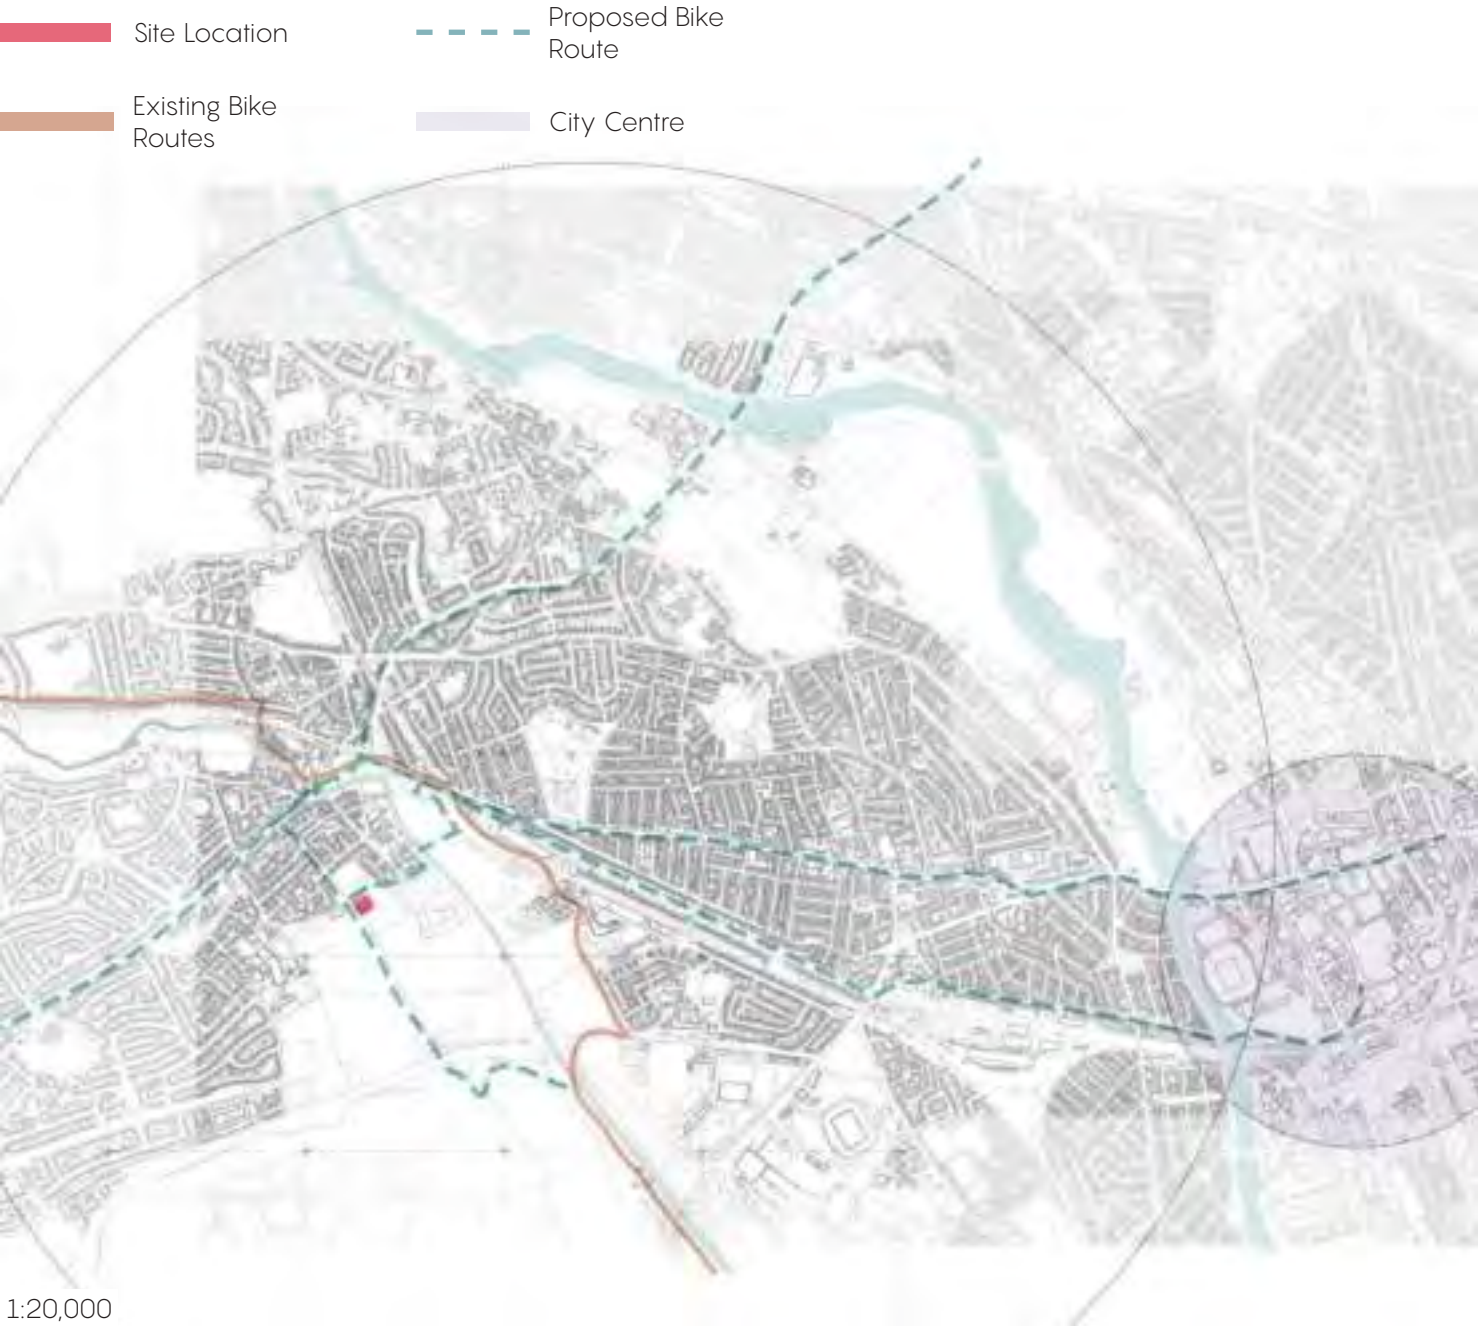 Site Location
Proposed Bike
Route
Existing Bike
Routes
City Centre
1:20,000